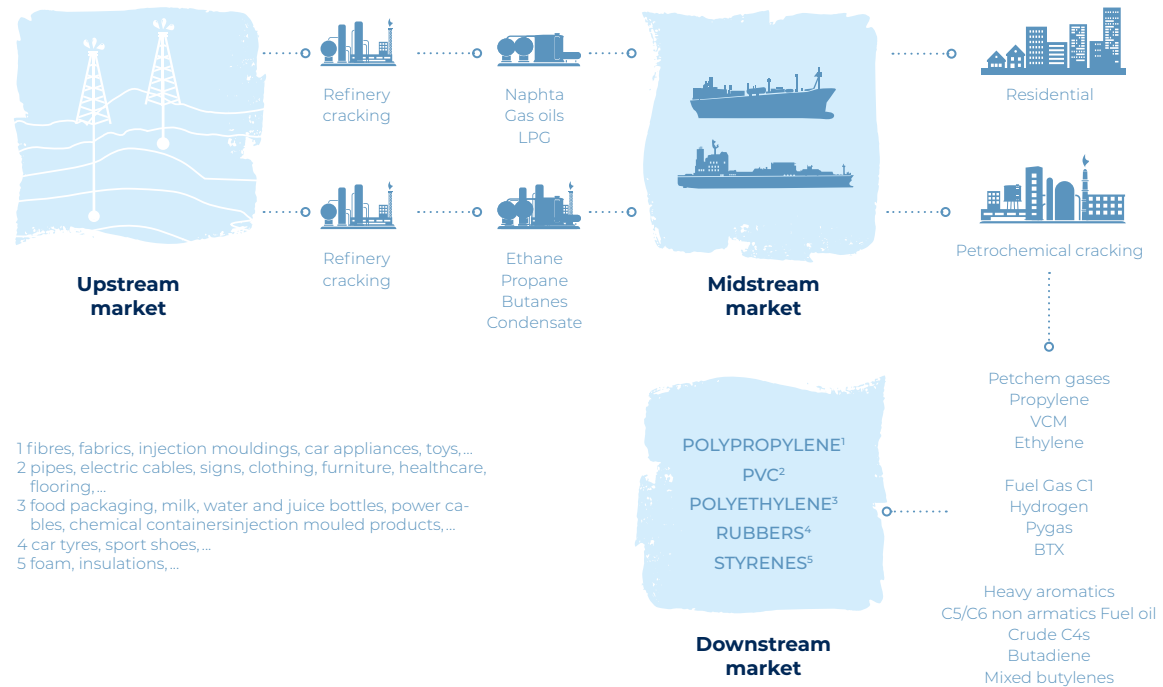 Refinery
cracking
Naphta
Gas oils
LPG
Residential
Refinery
cracking
Ethane
Propane
Butanes
Condensate
Petrochemical cracking
Upstream
market
Midstream
market
Petchem gases
Propylene
VCM
Ethylene
Fuel Gas C1
Hydrogen
Pygas
BTX
Heavy aromatics
C5/C6 non armatics Fuel oil
Crude C4s
Butadiene
Mixed butylenes
POLYPROPYLENE¹
PVC²
POLYETHYLENE³
RUBBERS⁴
STYRENES⁵
Downstream
market
1 fibres, fabrics, injection mouldings, car appliances, toys,...
2 pipes, electric cables, signs, clothing, furniture, healthcare,
flooring,...
3 food packaging, milk, water and juice bottles, power ca-
bles, chemical containersinjection mouled products,...
4 car tyres, sport shoes,...
5 foam, insulations,...